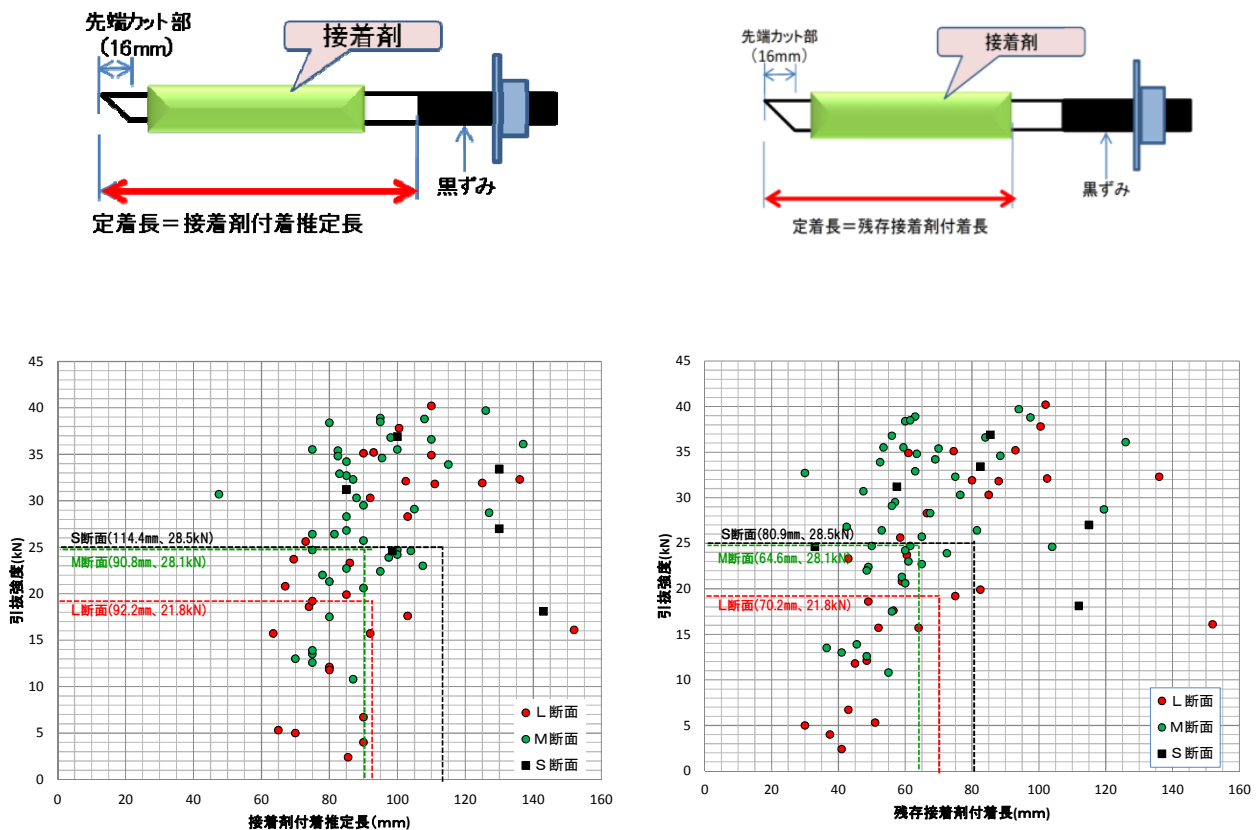 先端カット部
(16mm)
接着剤
黒ずみ
定着長＝接着剤付着推定長
先端カット部
（16mm）
接着剤
黒ずみ
定着長＝残存接着剤付着長
引抜強度(kN)
45
40
35
30
25
20
15
10
5
0
S断面(114.4mm、28.5kN)
M断面(90.8mm、28.1kN)
L断面(92.2mm、21.8kN)
Ｌ断面
Ｍ断面
Ｓ断面
0 20 40 60 80 100 120 140 160
接着剤付着推定長(mm)
引抜強度(kN)
45
40
35
30
25
20
15
10
5
0
S断面(80.9mm、28.5kN)
M断面(64.6mm、28.1kN)
L断面(70.2mm、21.8kN)
Ｌ断面
Ｍ断面
Ｓ断面
0 20 40 60 80 100 120 140 160
残存接着剤付着長(mm)